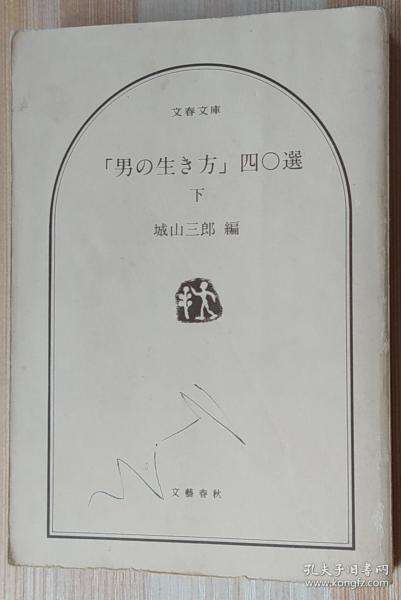 文春文庫
「男の生き方」四〇選
下
城山三郎 編
文藝春秋
孔夫子旧书网
www.kongfz.com